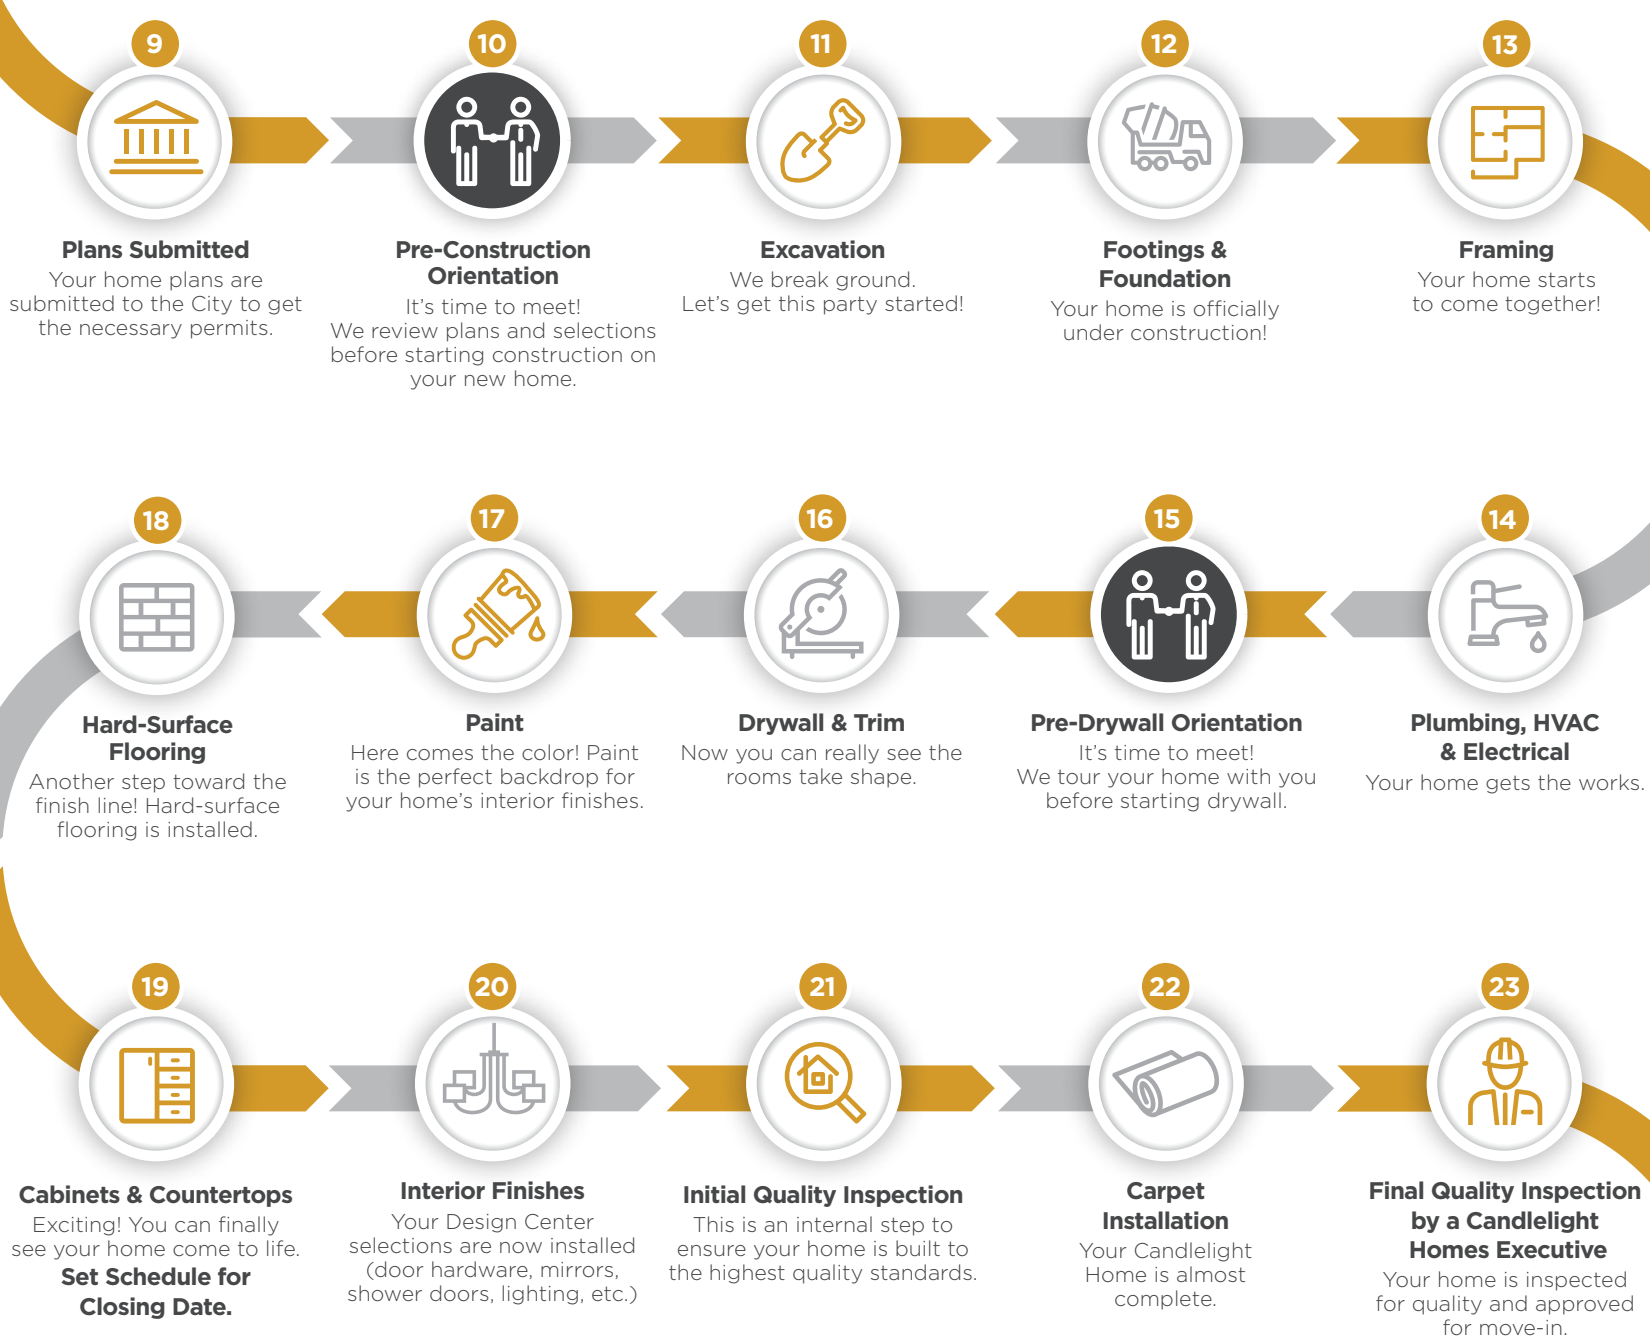 9
Plans Submitted
Your home plans are
submitted to the City to get
the necessary permits.
10
Pre-Construction
Orientation
It's time to meet!
We review plans and selections
before starting construction on
your new home.
11
Excavation
We break ground.
Let's get this party started!
12
Footings &
Foundation
Your home is officially
under construction!
13
Framing
Your home starts
to come together!
14
Plumbing, HVAC
& Electrical
Your home gets the works.
15
Pre-Drywall Orientation
It's time to meet!
We tour your home with you
before starting drywall.
16
Drywall & Trim
Now you can really see the
rooms take shape.
17
Paint
Here comes the color! Paint
is the perfect backdrop for
your home's interior finishes.
18
Hard-Surface
Flooring
Another step toward the
finish line! Hard-surface
flooring is installed.
19
Cabinets & Countertops
Exciting! You can finally
see your home come to life.
Set Schedule for
Closing Date.
20
Interior Finishes
Your Design Center
selections are now installed
(door hardware, mirrors,
shower doors, lighting, etc.)
21
Initial Quality Inspection
This is an internal step to
ensure your home is built to
the highest quality standards.
22
Carpet
Installation
Your Candlelight
Home is almost
complete.
23
Final Quality Inspection
by a Candlelight
Homes Executive
Your home is inspected
for quality and approved
for move-in.